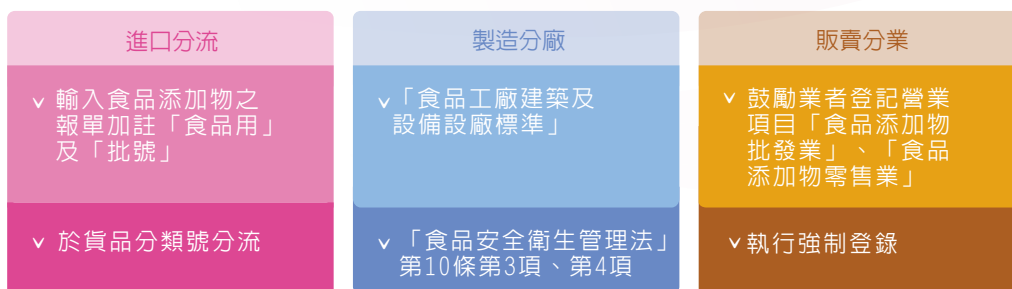 進口分流
ⅴ 輸入食品添加物之
報單加註「食品用」
及「批號」
ⅴ 於貨品分類號分流
製造分廠
ⅴ「食品工廠建築及
設備設廠標準」
ⅴ 「食品安全衛生管理法」
第10條第3項、第4項
販賣分業
ⅴ 鼓勵業者登記營業
項目「食品添加物
批發業」、「食品
添加物零售業」
ⅴ執行強制登錄